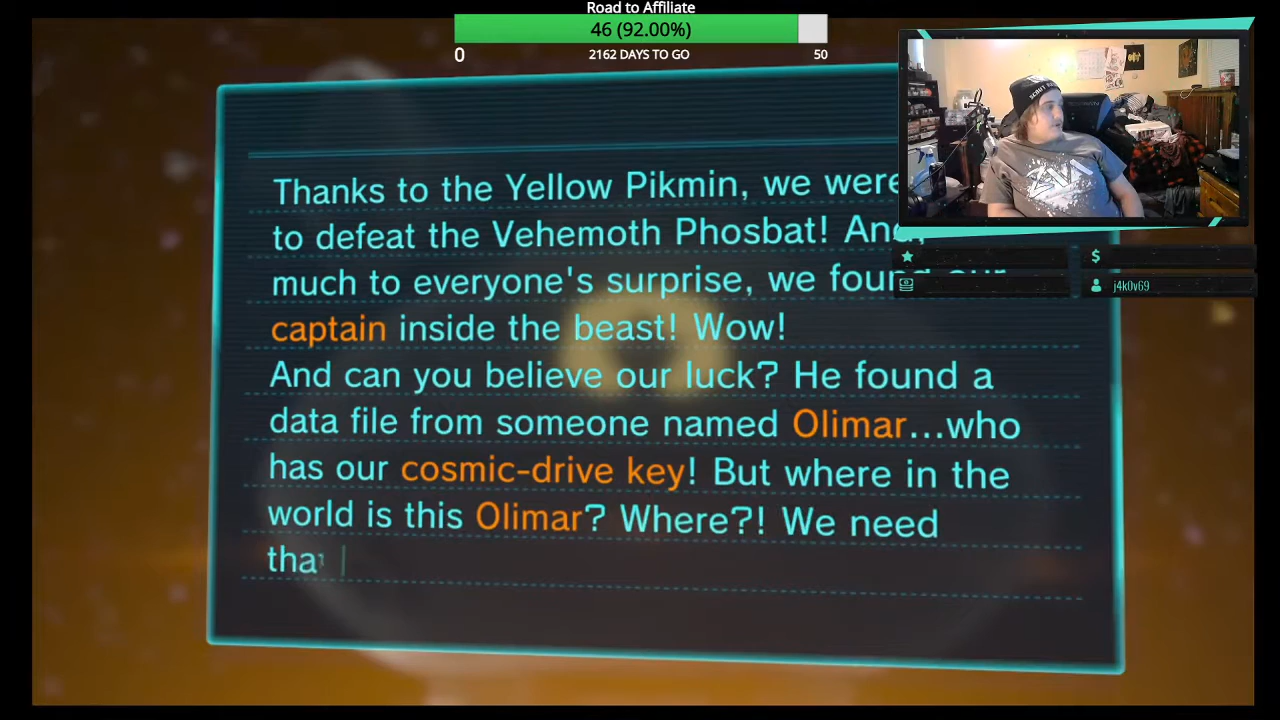 Road to Affiliate
46 (92.00%)
0
2162 DAYS TO GO
50
Thanks to the Yellow Pikmin, we were
to defeat the Vehemoth Phosbat! And,
much to everyone's surprise, we found our
captain inside the beast! Wow!
And can you believe our luck? He found a
data file from someone named Olimar...who
has our cosmic-drive key! But where in the
world is this Olimar? Where?! We need
tha
$
j4k0v69